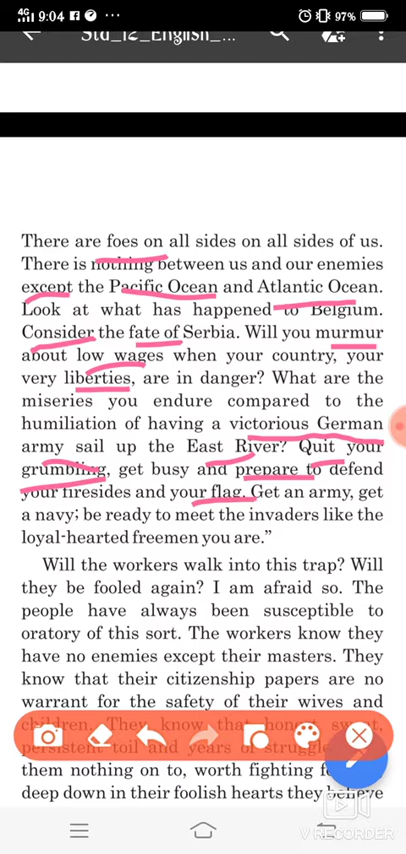 4G 9:04 97%
Std_12_English_...
There are foes on all sides on all sides of us.
There is nothing between us and our enemies
except the Pacific Ocean and Atlantic Ocean.
Look at what has happened to Belgium.
Consider the fate of Serbia. Will you murmur
about low wages when your country, your
very liberties, are in danger? What are the
miseries you endure compared to the
humiliation of having a victorious German
army sail up the East River? Quit your
grumbling, get busy and prepare to defend
your firesides and your flag. Get an army, get
a navy; be ready to meet the invaders like the
loyal-hearted freemen you are.”
Will the workers walk into this trap? Will
they be fooled again? I am afraid so. The
people have always been susceptible to
oratory of this sort. The workers know they
have no enemies except their masters. They
know that their citizenship papers are no
warrant for the safety of their wives and
children. They know that honest sweat,
persistent toil and years of struggle
them nothing on to, worth fighting
deep down in their foolish hearts they believe
V RECORDER